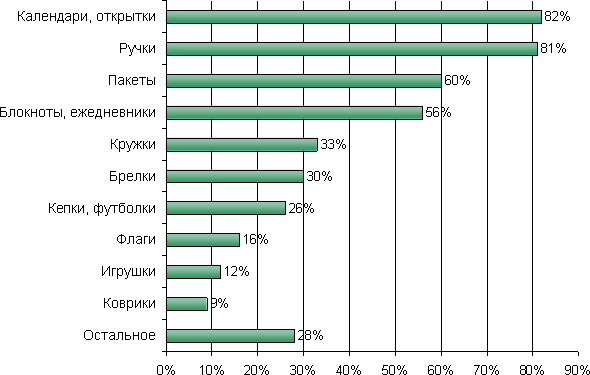 Календари, открытки 82%
Ручки 81%
Пакеты 60%
Блокноты, ежедневники 56%
Кружки 33%
Брелки 30%
Кепки, футболки 26%
Флаги 16%
Игрушки 12%
Коврики 9%
Остальное 28%
0% 10% 20% 30% 40% 50% 60% 70% 80% 90%